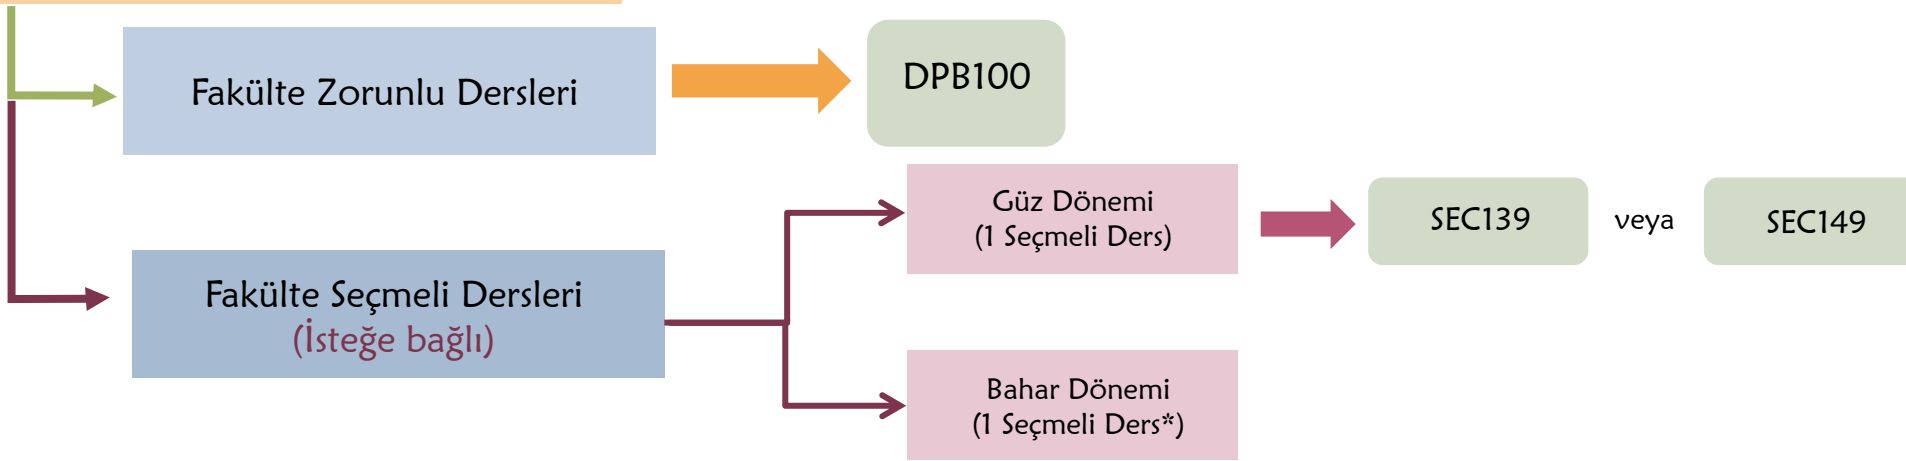 Fakülte Zorunlu Dersleri
DPB100
Güz Dönemi
(1 Seçmeli Ders)
SEC139
veya
SEC149
Fakülte Seçmeli Dersleri
(İsteğe bağlı)
Bahar Dönemi
(1 Seçmeli Ders*)